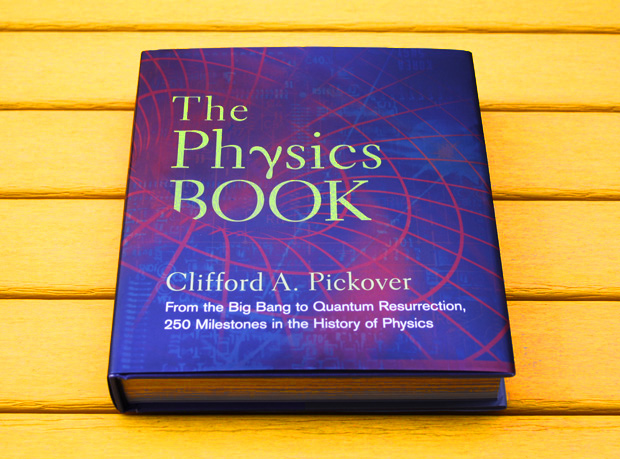 The
Physics
BOOK
Clifford A. Pickover
From the Big Bang to Quantum Resurrection,
250 Milestones in the History of Physics